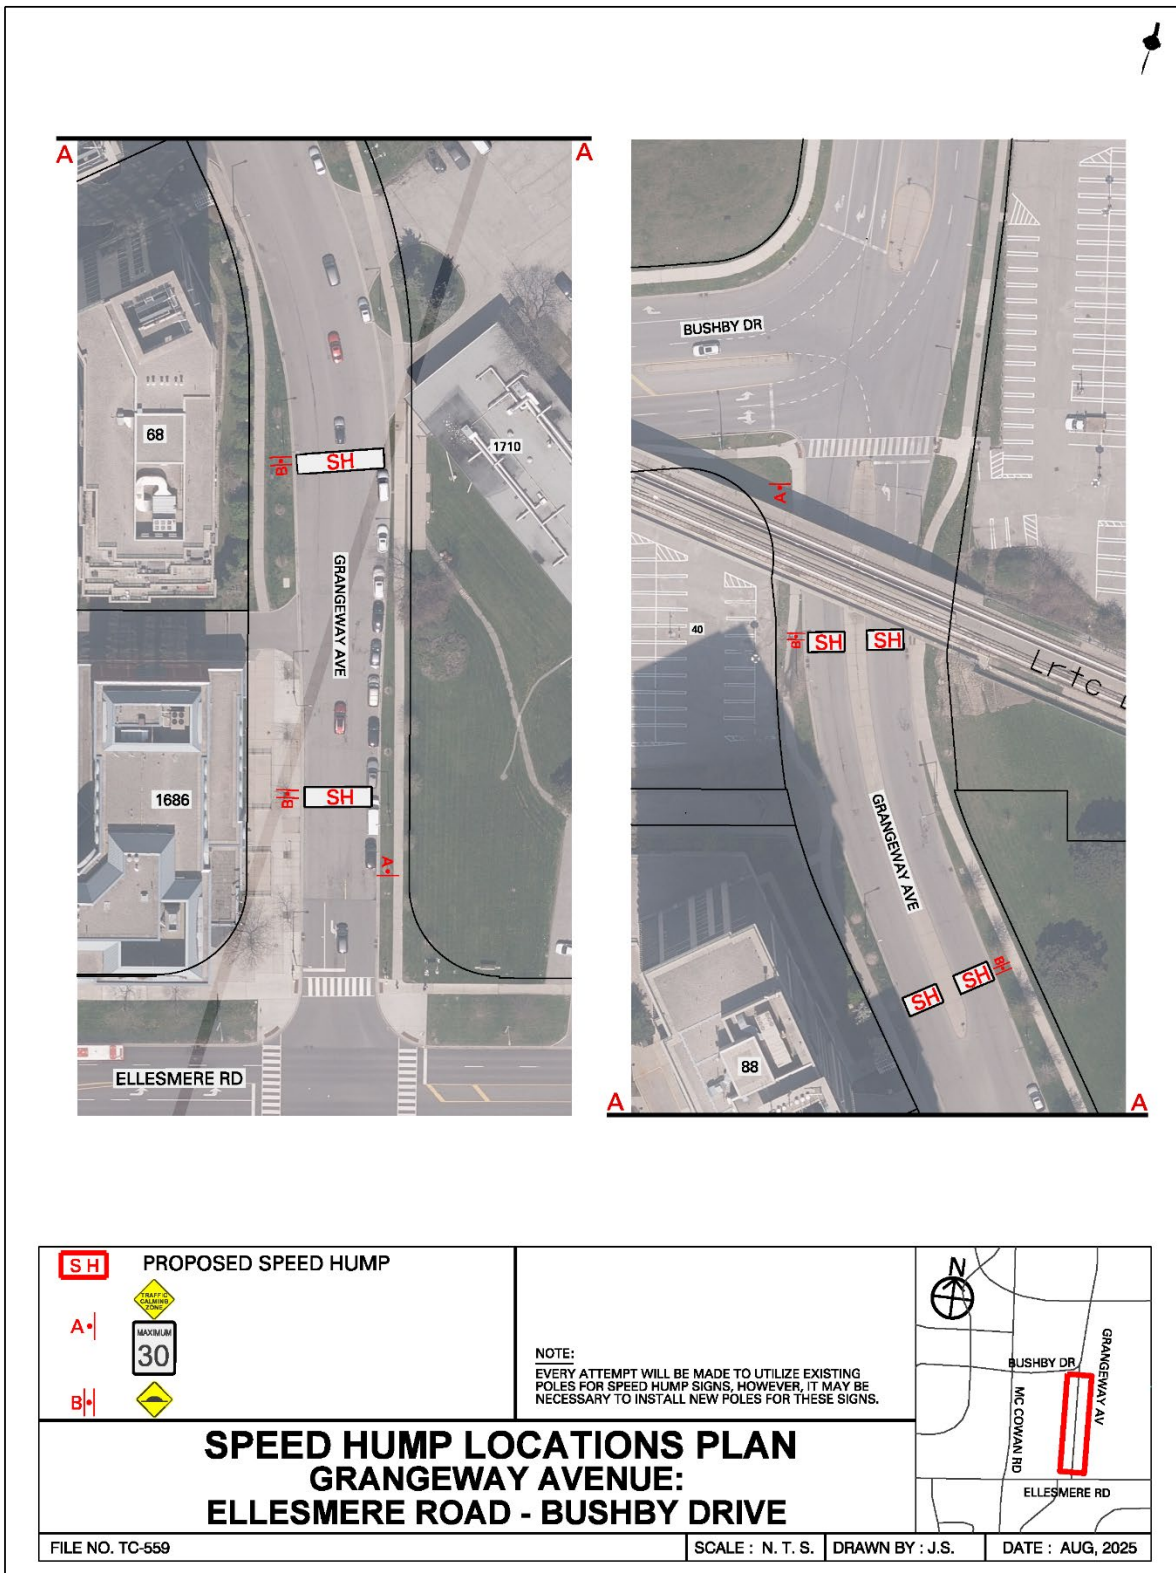 A
A
68
1710
B
SH
GRANGEWAY AVE
1686
B
SH
A
ELLESMERE RD
BUSHBY DR
A
40
B
SH
SH
Lrtc
GRANGEWAY AVE
SH
SH
B
88
A
A
SH
PROPOSED SPEED HUMP
A
TRAFFIC
CALMING
ZONE
MAXIMUM
30
B
NOTE:
EVERY ATTEMPT WILL BE MADE TO UTILIZE EXISTING
POLES FOR SPEED HUMP SIGNS, HOWEVER, IT MAY BE
NECESSARY TO INSTALL NEW POLES FOR THESE SIGNS.
N
BUSHBY DR
GRANGEWAY AV
MC COWAN RD
ELLESMERE RD
SPEED HUMP LOCATIONS PLAN
GRANGEWAY AVENUE:
ELLESMERE ROAD - BUSHBY DRIVE
FILE NO. TC-559
SCALE : N. T. S.
DRAWN BY : J.S.
DATE : AUG, 2025